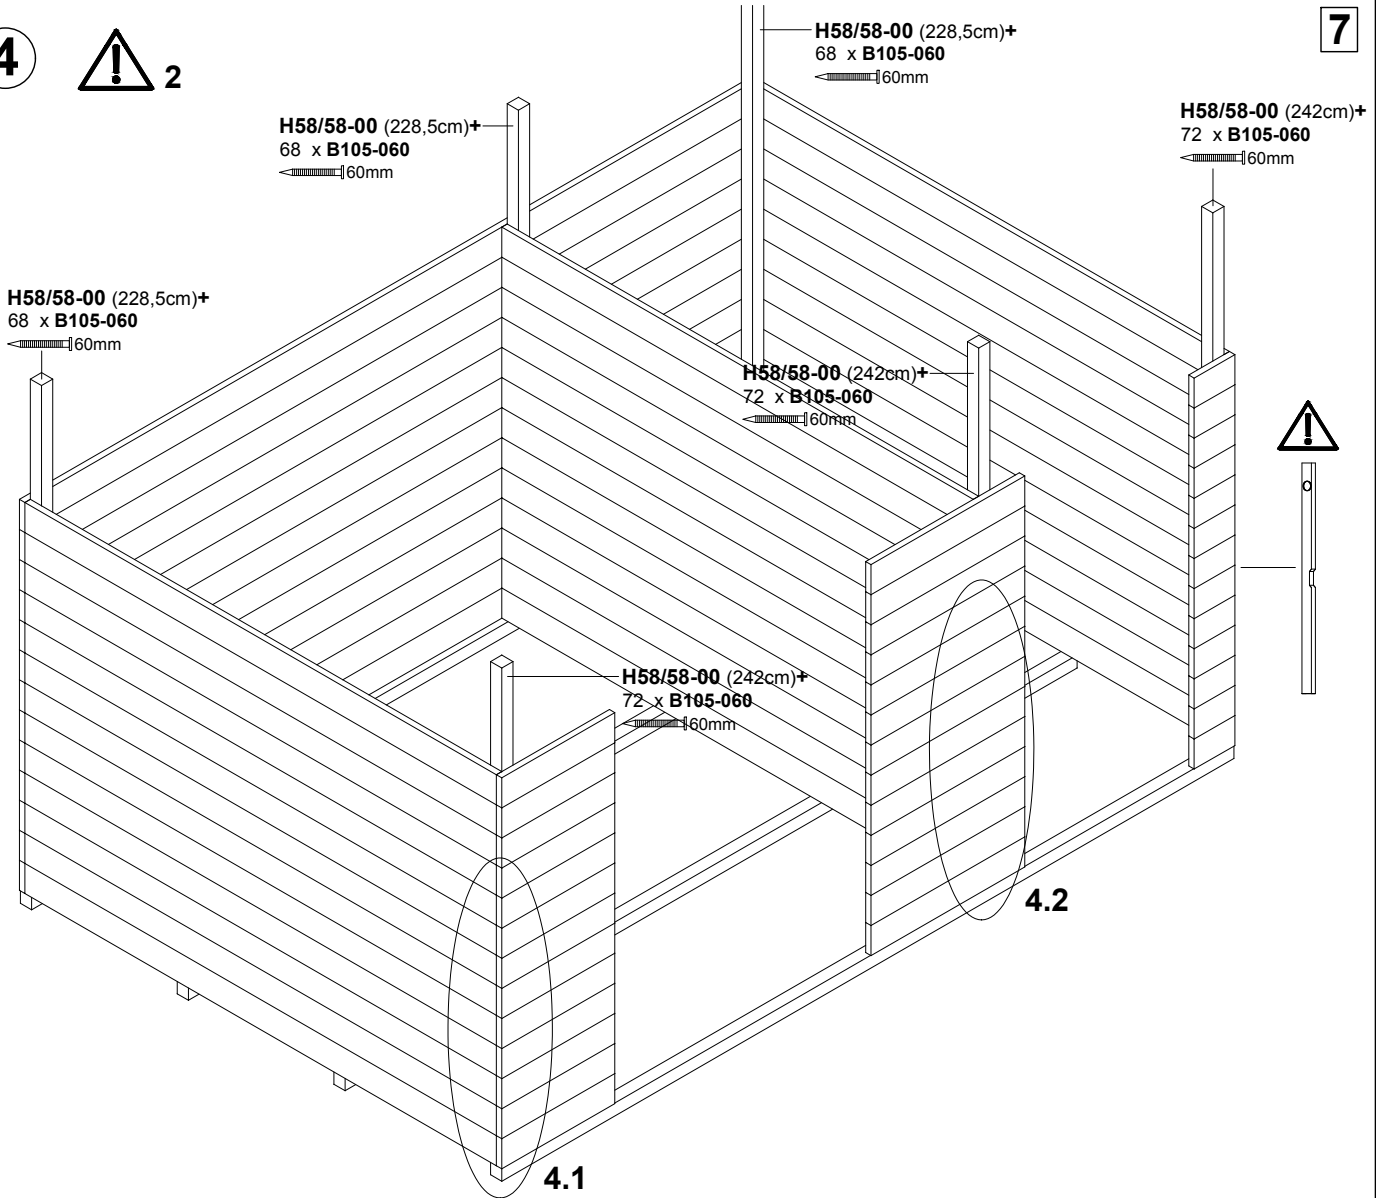 4
2
7
H58/58-00 (228,5cm)+
68 x B105-060
60mm
H58/58-00 (228,5cm)+
68 x B105-060
60mm
H58/58-00 (242cm)+
72 x B105-060
60mm
H58/58-00 (228,5cm)+
68 x B105-060
60mm
H58/58-00 (242cm)+
72 x B105-060
60mm
H58/58-00 (242cm)+
72 x B105-060
60mm
4.2
4.1